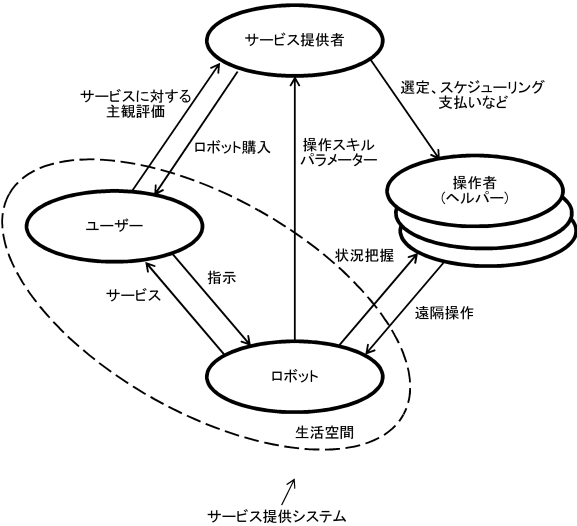 サービス提供者
サービスに対する
主観評価
ロボット購入
操作スキル
パラメーター
選定、スケジューリング
支払いなど
操作者
(ヘルパー)
ユーザー
指示
サービス
状況把握
遠隔操作
ロボット
生活空間
サービス提供システム